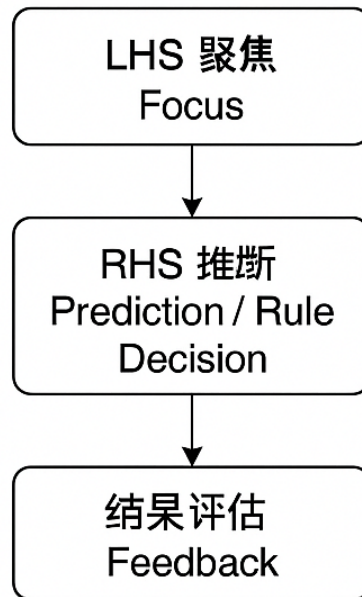 LHS 聚焦
Focus
RHS 推断
Prediction / Rule
Decision
结果评估
Feedback